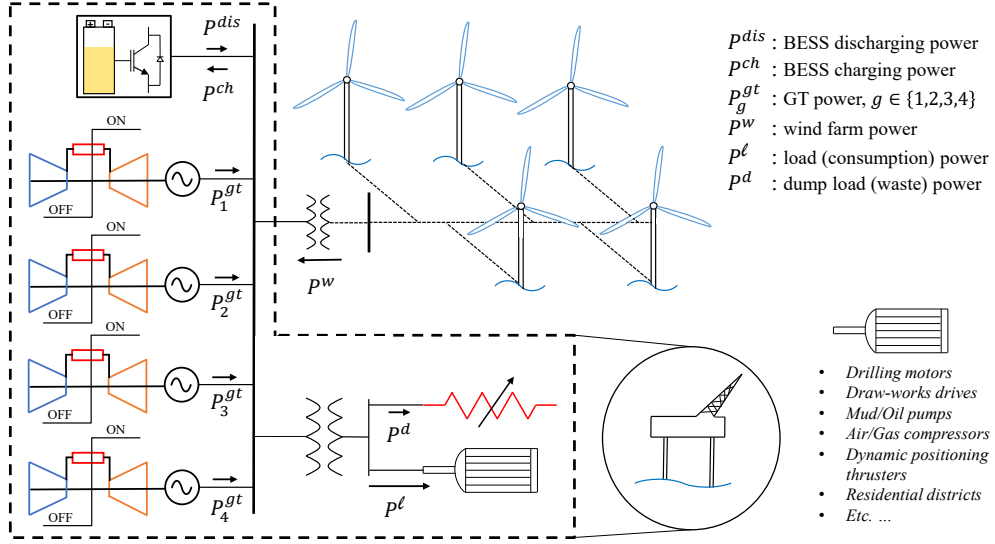 + -
P^{dis}
P^{ch}
P^{dis} : BESS discharging power
P^{ch} : BESS charging power
P_g^{gt} : GT power, g ∈ {1,2,3,4}
P^w : wind farm power
P^ℓ : load (consumption) power
P^d : dump load (waste) power
ON
OFF
P_1^{gt}
ON
OFF
P_2^{gt}
ON
OFF
P_3^{gt}
ON
OFF
P_4^{gt}
P^w
P^d
P^ℓ
• Drilling motors
• Draw-works drives
• Mud/Oil pumps
• Air/Gas compressors
• Dynamic positioning
thrusters
• Residential districts
• Etc. ...